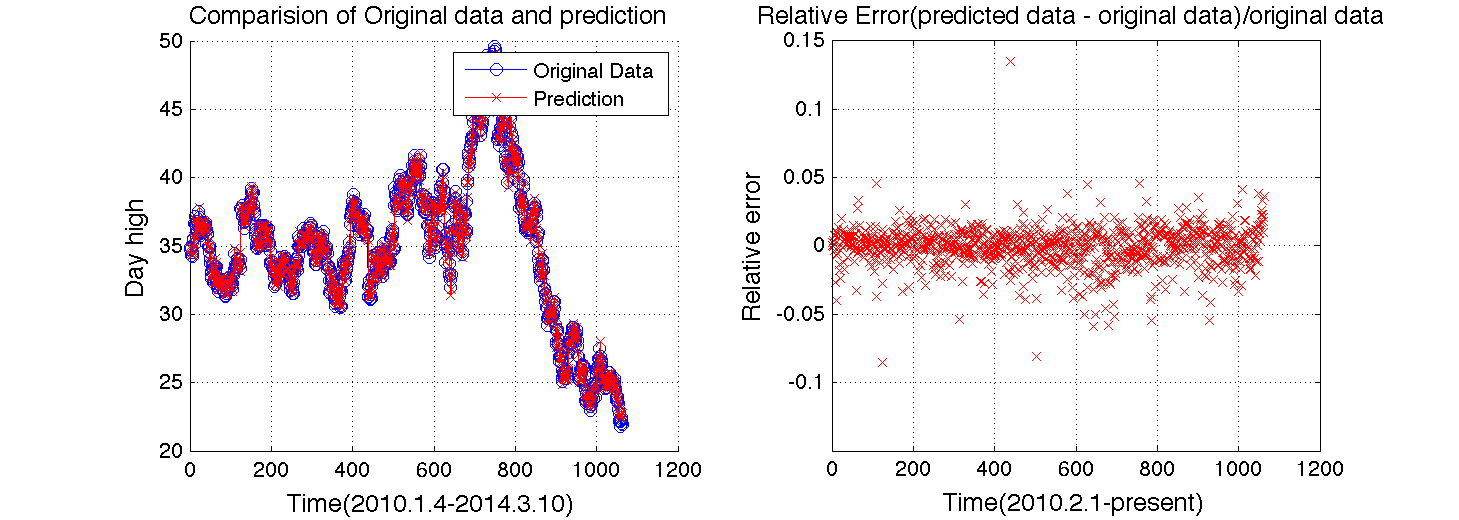 Comparision of Original data and prediction
Original Data
Prediction
Day high
50
45
40
35
30
25
20
0 200 400 600 800 1000 1200
Time(2010.1.4-2014.3.10)
Relative Error(predicted data - original data)/original data
Relative error
0.15
0.1
0.05
0
-0.05
-0.1
0 200 400 600 800 1000 1200
Time(2010.2.1-present)